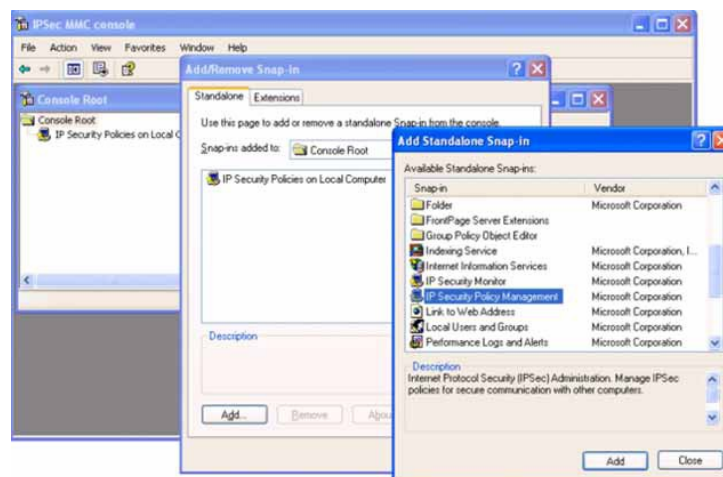 IPSec MMC console
File Action View Favorites Window Help
Console Root
Console Root
IP Security Policies on Local
Add/Remove Snap-in
Standalone Extensions
Use this page to add or remove a standalone Snap-in from the console.
Snap-ins added to: Console Root
IP Security Policies on Local Computer
Description
Add... Remove
Add Standalone Snap-in
Available Standalone Snap-ins:
Snap-in Vendor
Folder Microsoft Corporation
FrontPage Server Extensions
Group Policy Object Editor
Indexing Service Microsoft Corporation, I...
Internet Information Services Microsoft Corporation
IP Security Monitor Microsoft Corporation
IP Security Policy Management Microsoft Corporation
Link to Web Address Microsoft Corporation
Local Users and Groups Microsoft Corporation
Performance Logs and Alerts Microsoft Corporation
Description
Internet Protocol Security (IPSec) Administration. Manage IPSec
policies for secure communication with other computers.
Add Close